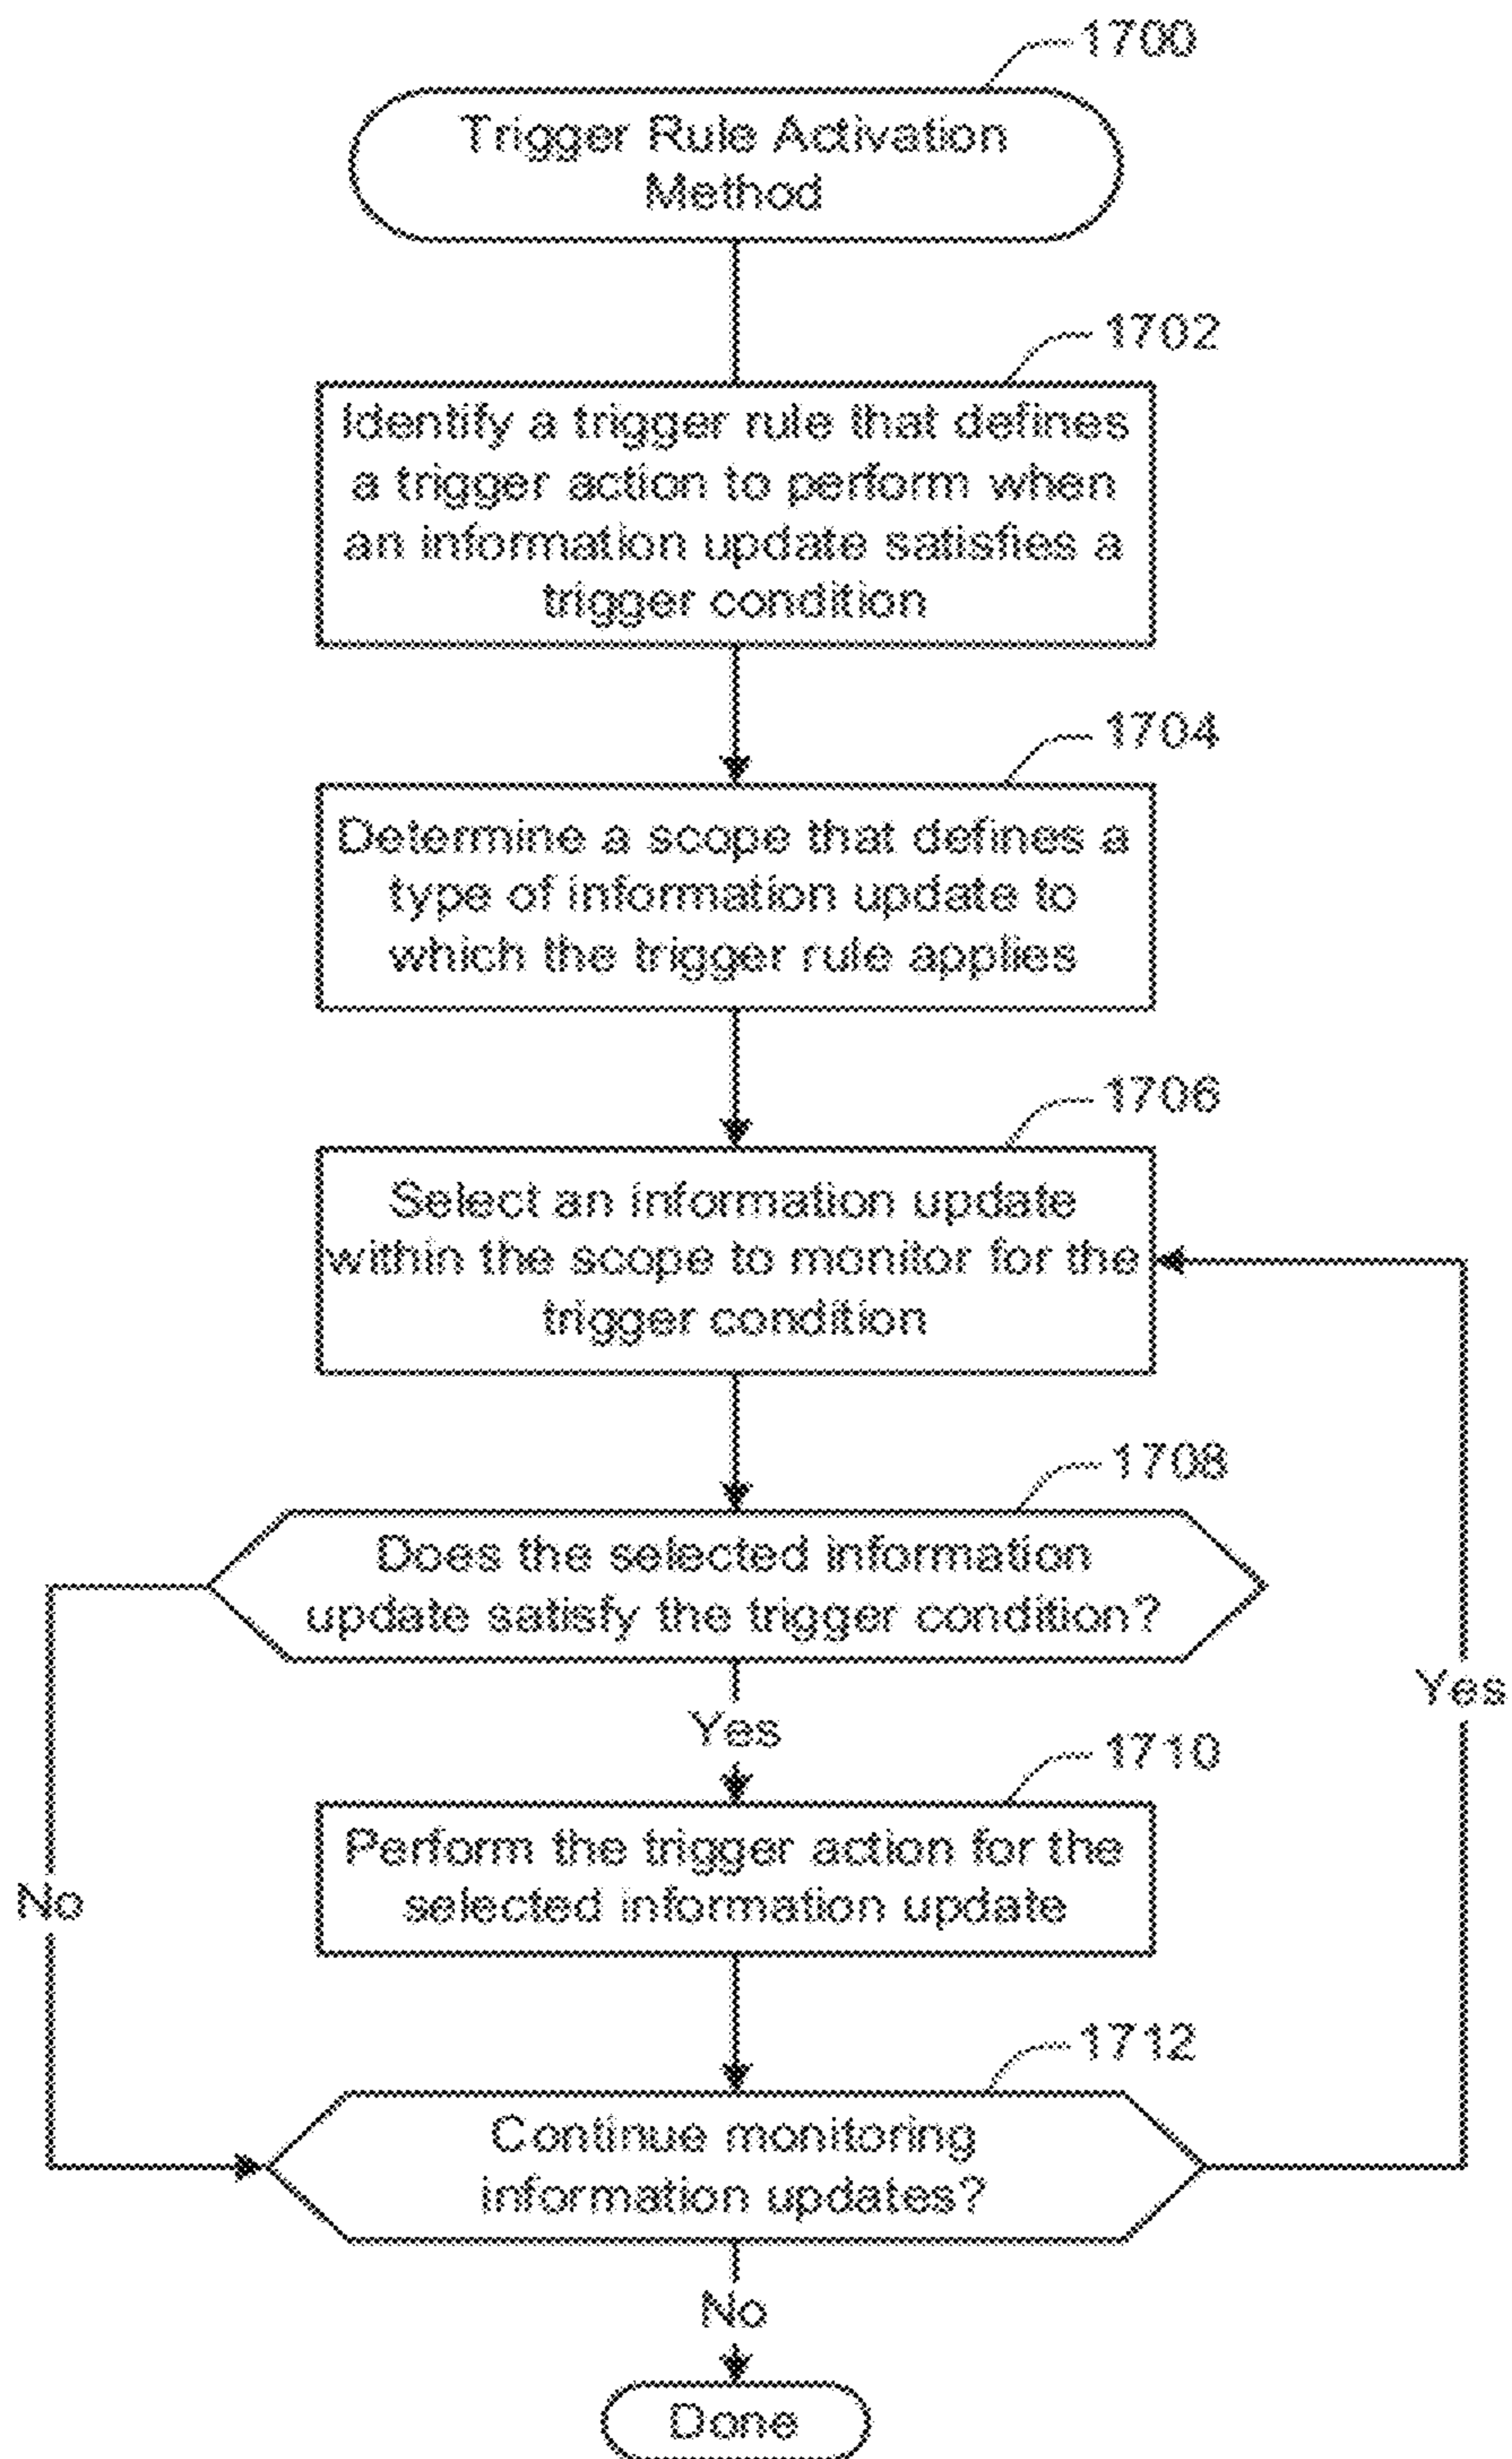 1700
Trigger Rule Activation
Method
1702
Identify a trigger rule that defines
a trigger action to perform when
an information update satisfies a
trigger condition
1704
Determine a scope that defines a
type of information update to
which the trigger rule applies
1706
Select an information update
within the scope to monitor for the
trigger condition
1708
Does the selected information
update satisfy the trigger condition?
Yes
Yes
1710
Perform the trigger action for the
selected information update
No
1712
Continue monitoring
information updates?
No
Done